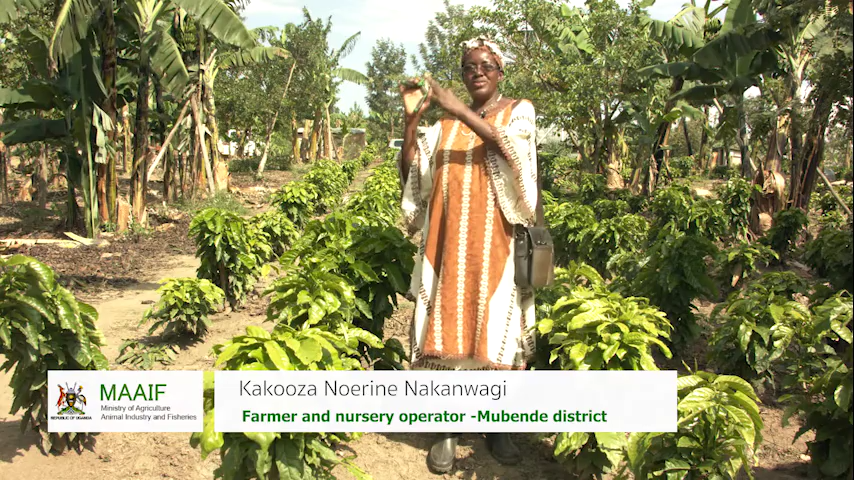 MAAIF
Ministry of Agriculture
Animal Industry and Fisheries
REPUBLIC OF UGANDA
Kakooza Noerine Nakanwagi
Farmer and nursery operator -Mubende district